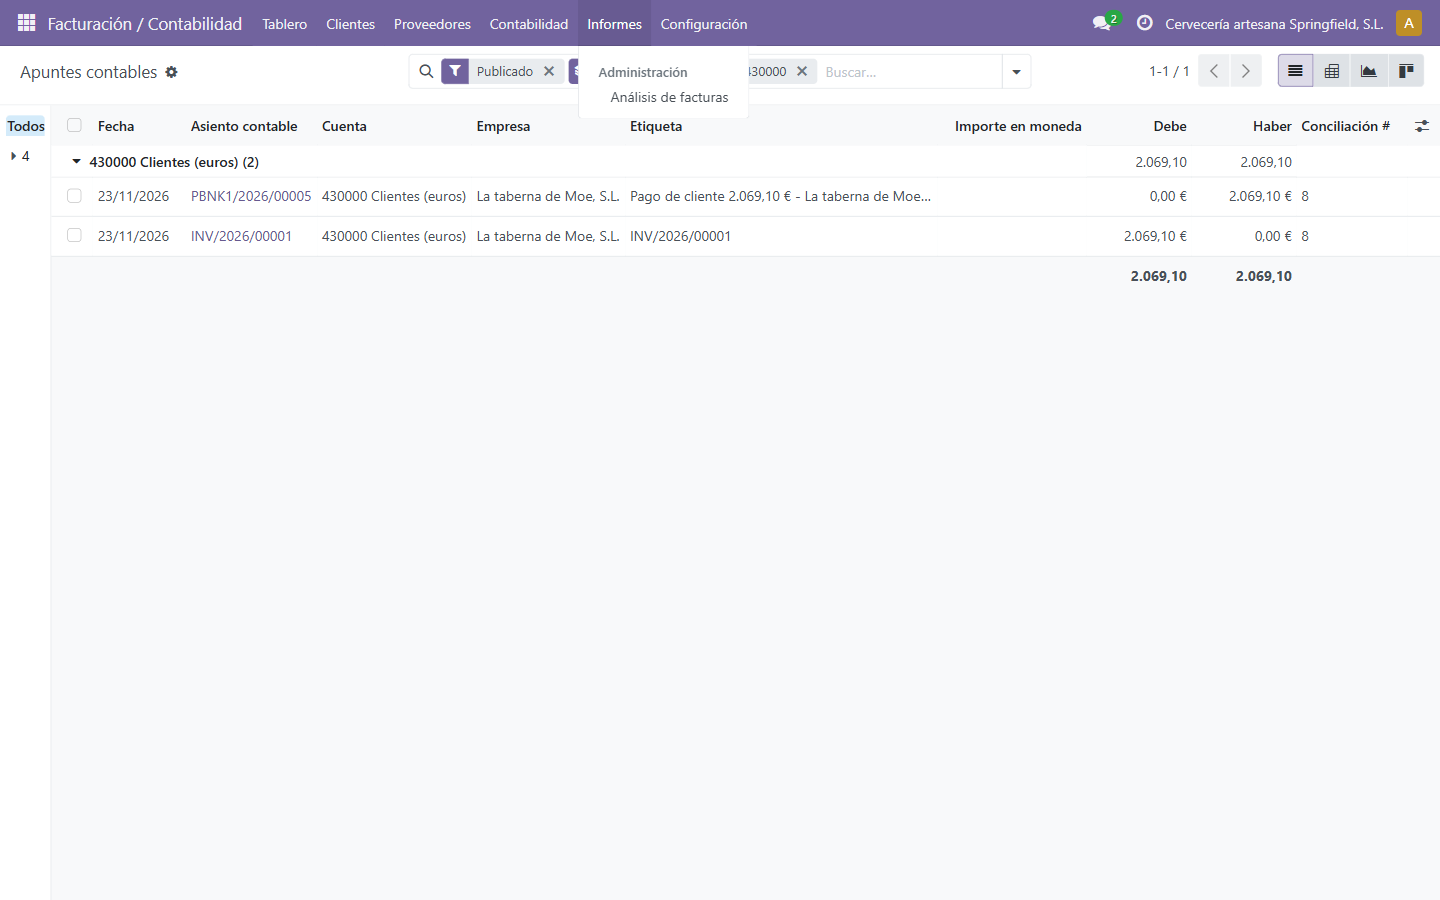 Facturación / Contabilidad Tablero Clientes Proveedores Contabilidad Informes Configuración 2 Cervecería artesana Springfield, S.L. A
Apuntes contables Publicado 430000 Buscar... 1-1 / 1
Administración
Análisis de facturas
Todos
4
Fecha Asiento contable Cuenta Empresa Etiqueta Importe en moneda Debe Haber Conciliación #
430000 Clientes (euros) (2) 2.069,10 2.069,10
23/11/2026 PBNK1/2026/00005 430000 Clientes (euros) La taberna de Moe, S.L. Pago de cliente 2.069,10 € - La taberna de Moe... 0,00 € 2.069,10 € 8
23/11/2026 INV/2026/00001 430000 Clientes (euros) La taberna de Moe, S.L. INV/2026/00001 2.069,10 € 0,00 € 8
2.069,10 2.069,10